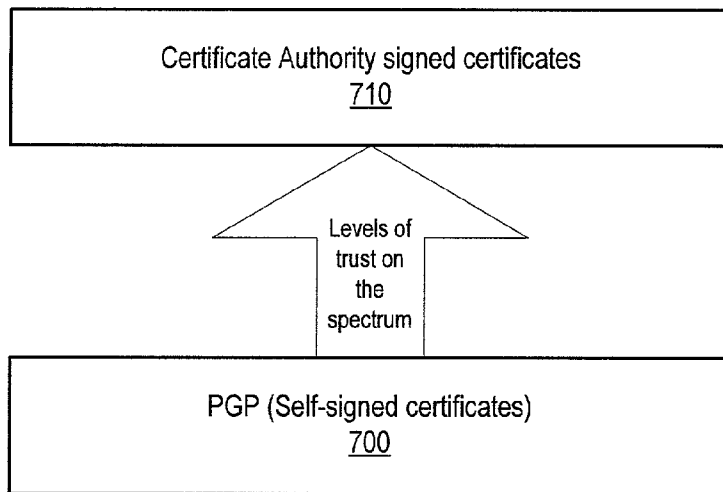 Certificate Authority signed certificates
710
Levels of
trust on
the
spectrum
PGP (Self-signed certificates)
700